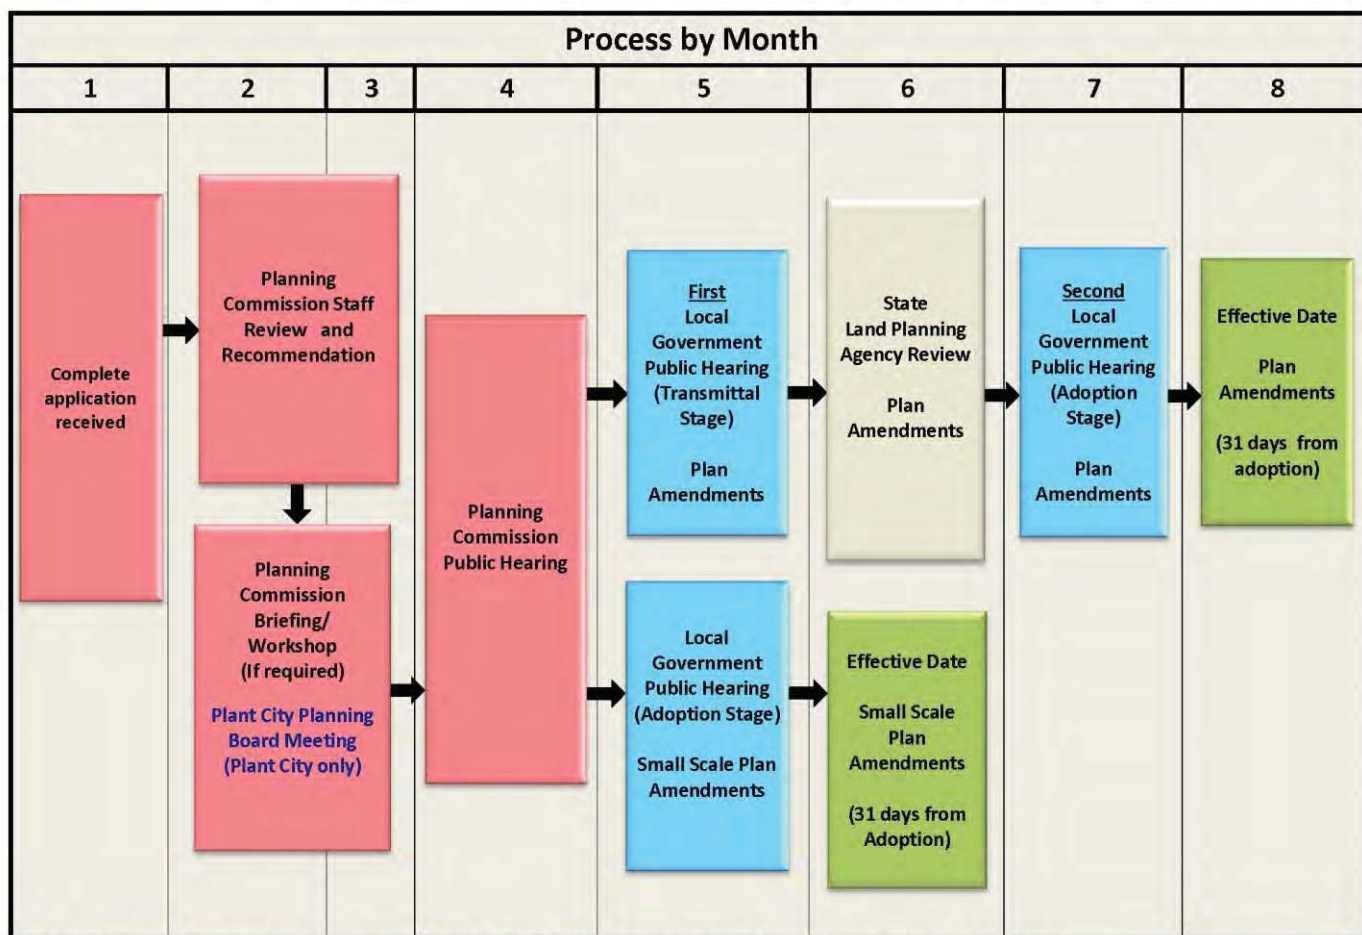 Process by Month
1 2 3 4 5 6 7 8
Complete
application
received
Planning
Commission Staff
Review and
Recommendation
Planning
Commission
Briefing/
Workshop
(If required)
Plant City Planning
Board Meeting
(Plant City only)
Planning
Commission
Public Hearing
First
Local
Government
Public Hearing
(Transmittal
Stage)
Plan
Amendments
State
Land Planning
Agency Review
Plan
Amendments
Second
Local
Government
Public Hearing
(Adoption
Stage)
Plan
Amendments
Effective Date
Plan
Amendments
(31 days from
adoption)
Local
Government
Public Hearing
(Adoption Stage)
Small Scale Plan
Amendments
Effective Date
Small Scale
Plan
Amendments
(31 days from
Adoption)